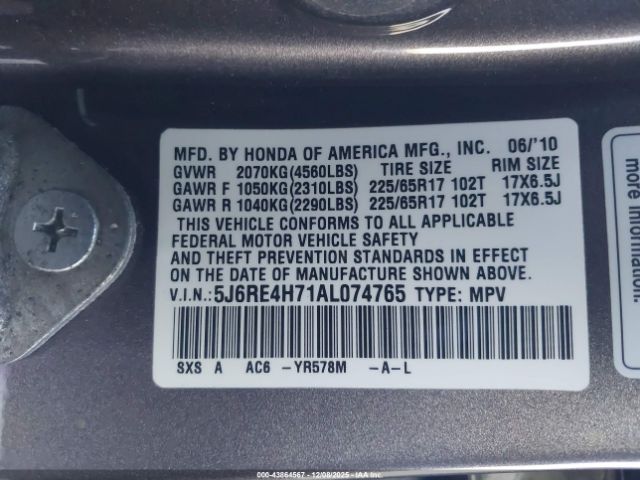 MFD. BY HONDA OF AMERICA MFG., INC. 06/'10
GVWR 2070KG(4560LBS) TIRE SIZE RIM SIZE
GAWR F 1050KG(2310LBS) 225/65R17 102T 17X6.5J
GAWR R 1040KG(2290LBS) 225/65R17 102T 17X6.5J
THIS VEHICLE CONFORMS TO ALL APPLICABLE
FEDERAL MOTOR VEHICLE SAFETY
AND THEFT PREVENTION STANDARDS IN EFFECT
ON THE DATE OF MANUFACTURE SHOWN ABOVE.
V.I.N.: 5J6RE4H71AL074765 TYPE: MPV
SXS A AC6 -YR578M -A-L
more information.
© 43864567 | 12/08/2025 | IAA Inc.